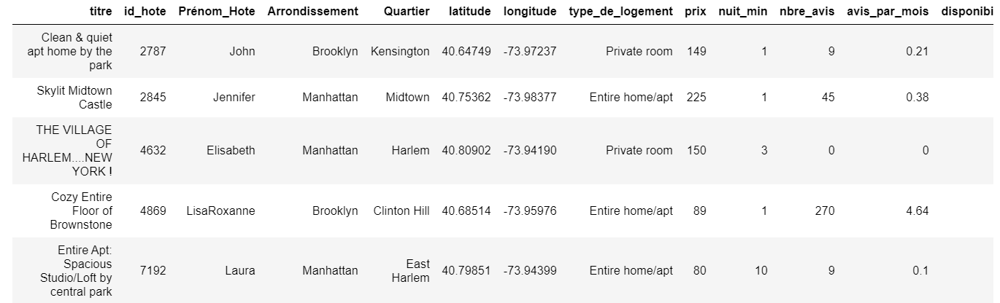 titre id_hote Prénom_Hote Arrondissement Quartier latitude longitude type_de_logement prix nuit_min nbre_avis avis_par_mois disponibi
Clean & quiet
apt home by the
park
2787 John Brooklyn Kensington 40.64749 -73.97237 Private room 149 1 9 0.21
Skylit Midtown
Castle
2845 Jennifer Manhattan Midtown 40.75362 -73.98377 Entire home/apt 225 1 45 0.38
THE VILLAGE
OF
HARLEM....NEW
YORK !
4632 Elisabeth Manhattan Harlem 40.80902 -73.94190 Private room 150 3 0 0
Cozy Entire
Floor of
Brownstone
4869 LisaRoxanne Brooklyn Clinton Hill 40.68514 -73.95976 Entire home/apt 89 1 270 4.64
Entire Apt:
Spacious
Studio/Loft by
central park
7192 Laura Manhattan East
Harlem
40.79851 -73.94399 Entire home/apt 80 10 9 0.1